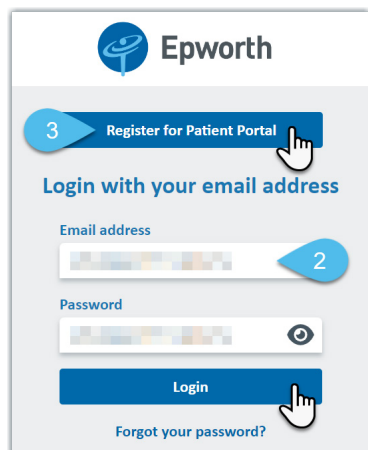 Epworth
3 Register for Patient Portal
Login with your email address
Email address
2
Password
Login
Forgot your password?